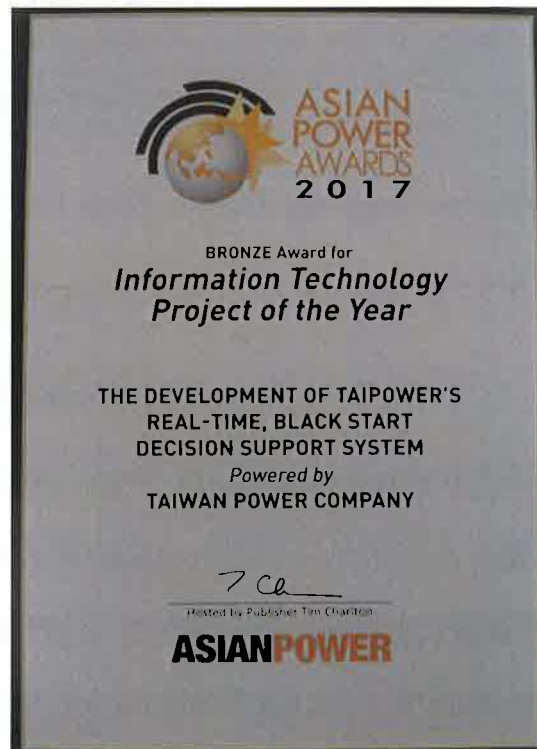 ASIAN
POWER
AWARDS
2017
BRONZE Award for
Information Technology
Project of the Year
THE DEVELOPMENT OF TAIPOWER'S
REAL-TIME, BLACK START
DECISION SUPPORT SYSTEM
Powered by
TAIWAN POWER COMPANY
Hosted by Publisher Tim Charlton
ASIANPOWER